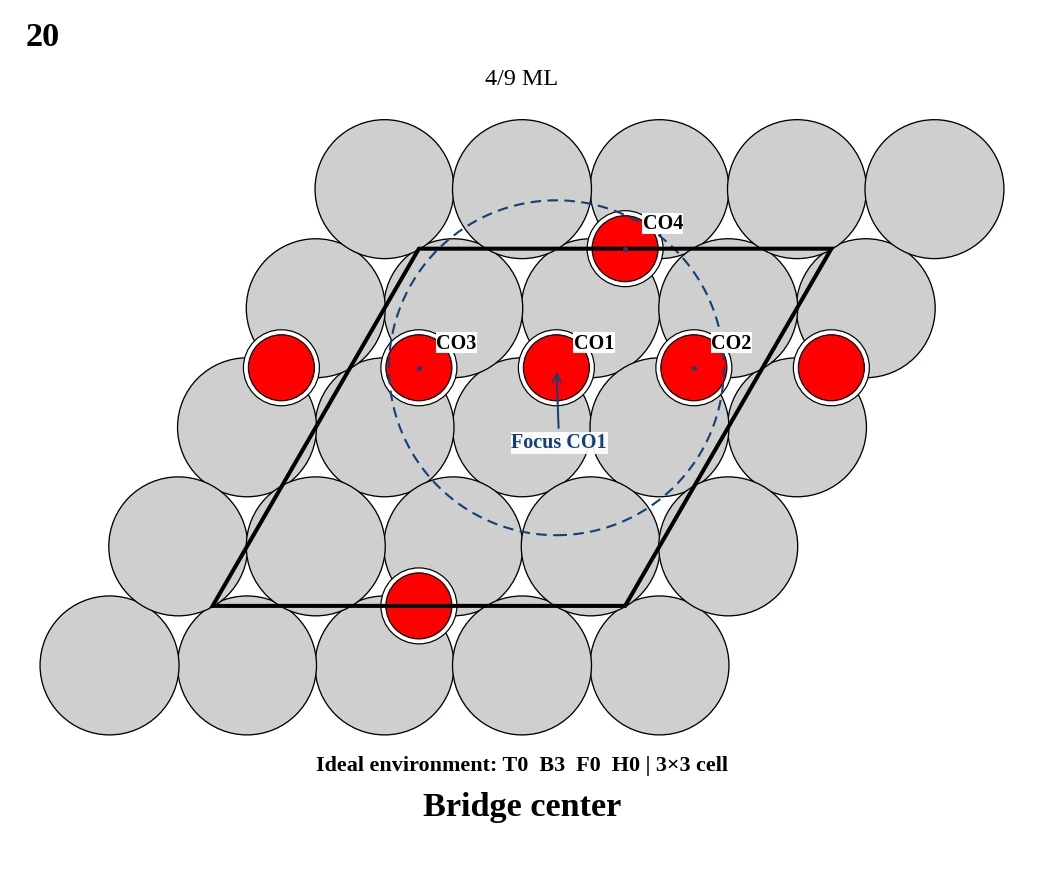 20
4/9 ML
CO4
CO3
CO1
CO2
Focus CO1
Ideal environment: T0  B3  F0  H0 | 3×3 cell
Bridge center